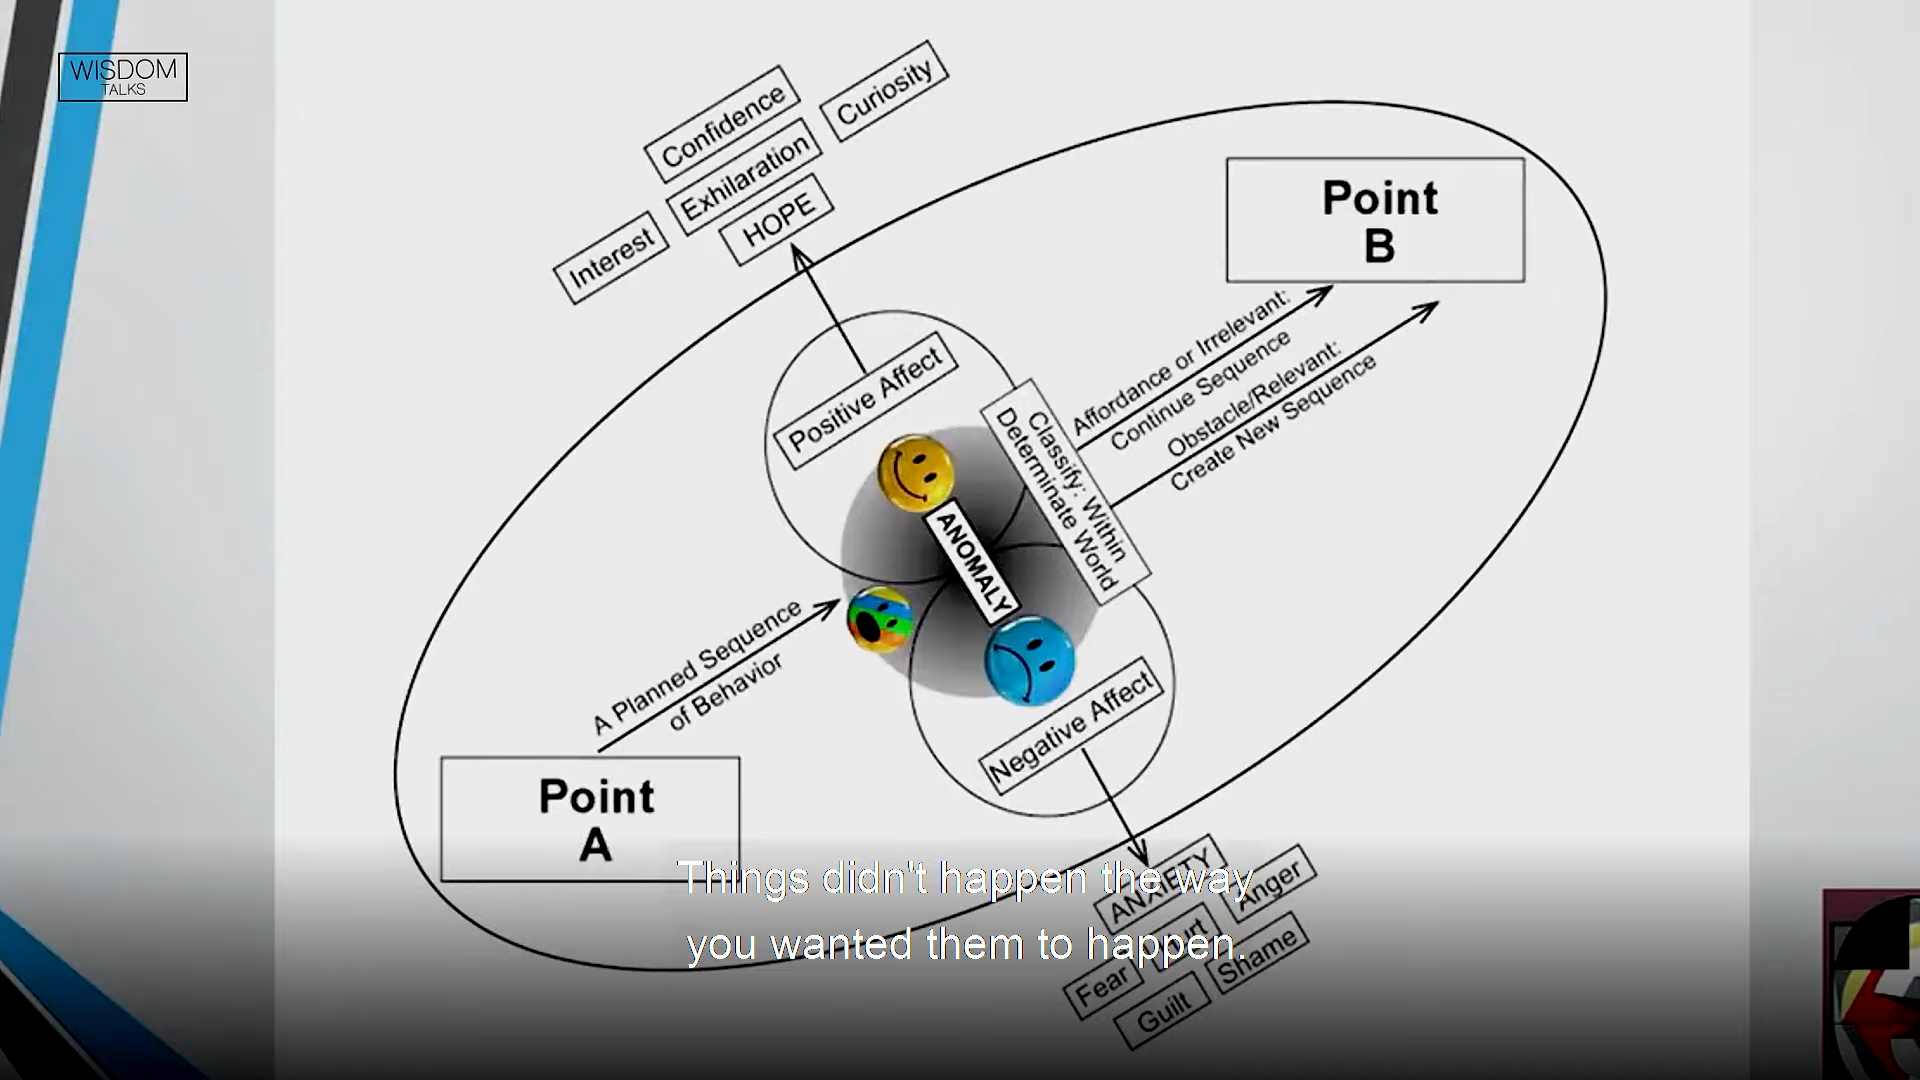 WISDOM
TALKS
Confidence
Curiosity
Exhilaration
HOPE
Interest
Point
B
Positive Affect
Affordance or Irrelevant:
Continue Sequence
Obstacle/Relevant:
Create New Sequence
Classify: Within
Determinate World
ANOMALY
A Planned Sequence
of Behavior
Negative Affect
Point
A
Things didn't happen the way
you wanted them to happen.
ANXIETY
Anger
Fear
Shame
Guilt